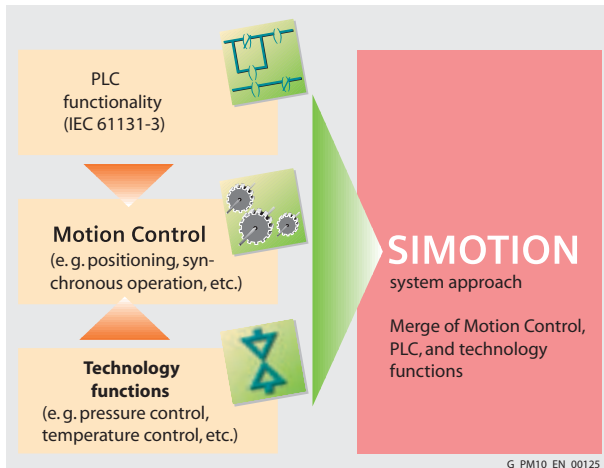 PLC
functionality
(IEC 61131-3)
Motion Control
(e. g. positioning, syn-
chronous operation, etc.)
Technology
functions
(e. g. pressure control,
temperature control, etc.)
SIMOTION
system approach
Merge of Motion Control,
PLC, and technology
functions
G_PM10_EN_00125